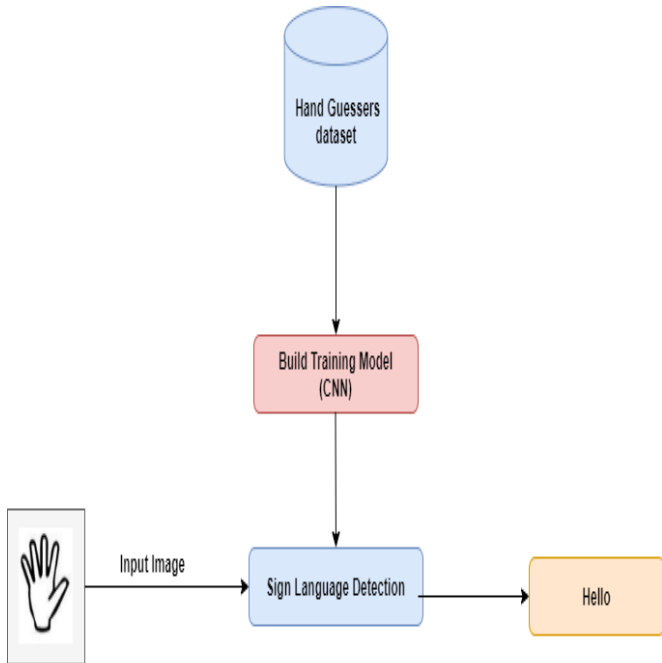 Hand Guessers
dataset
Build Training Model
(CNN)
Input Image
Sign Language Detection
Hello